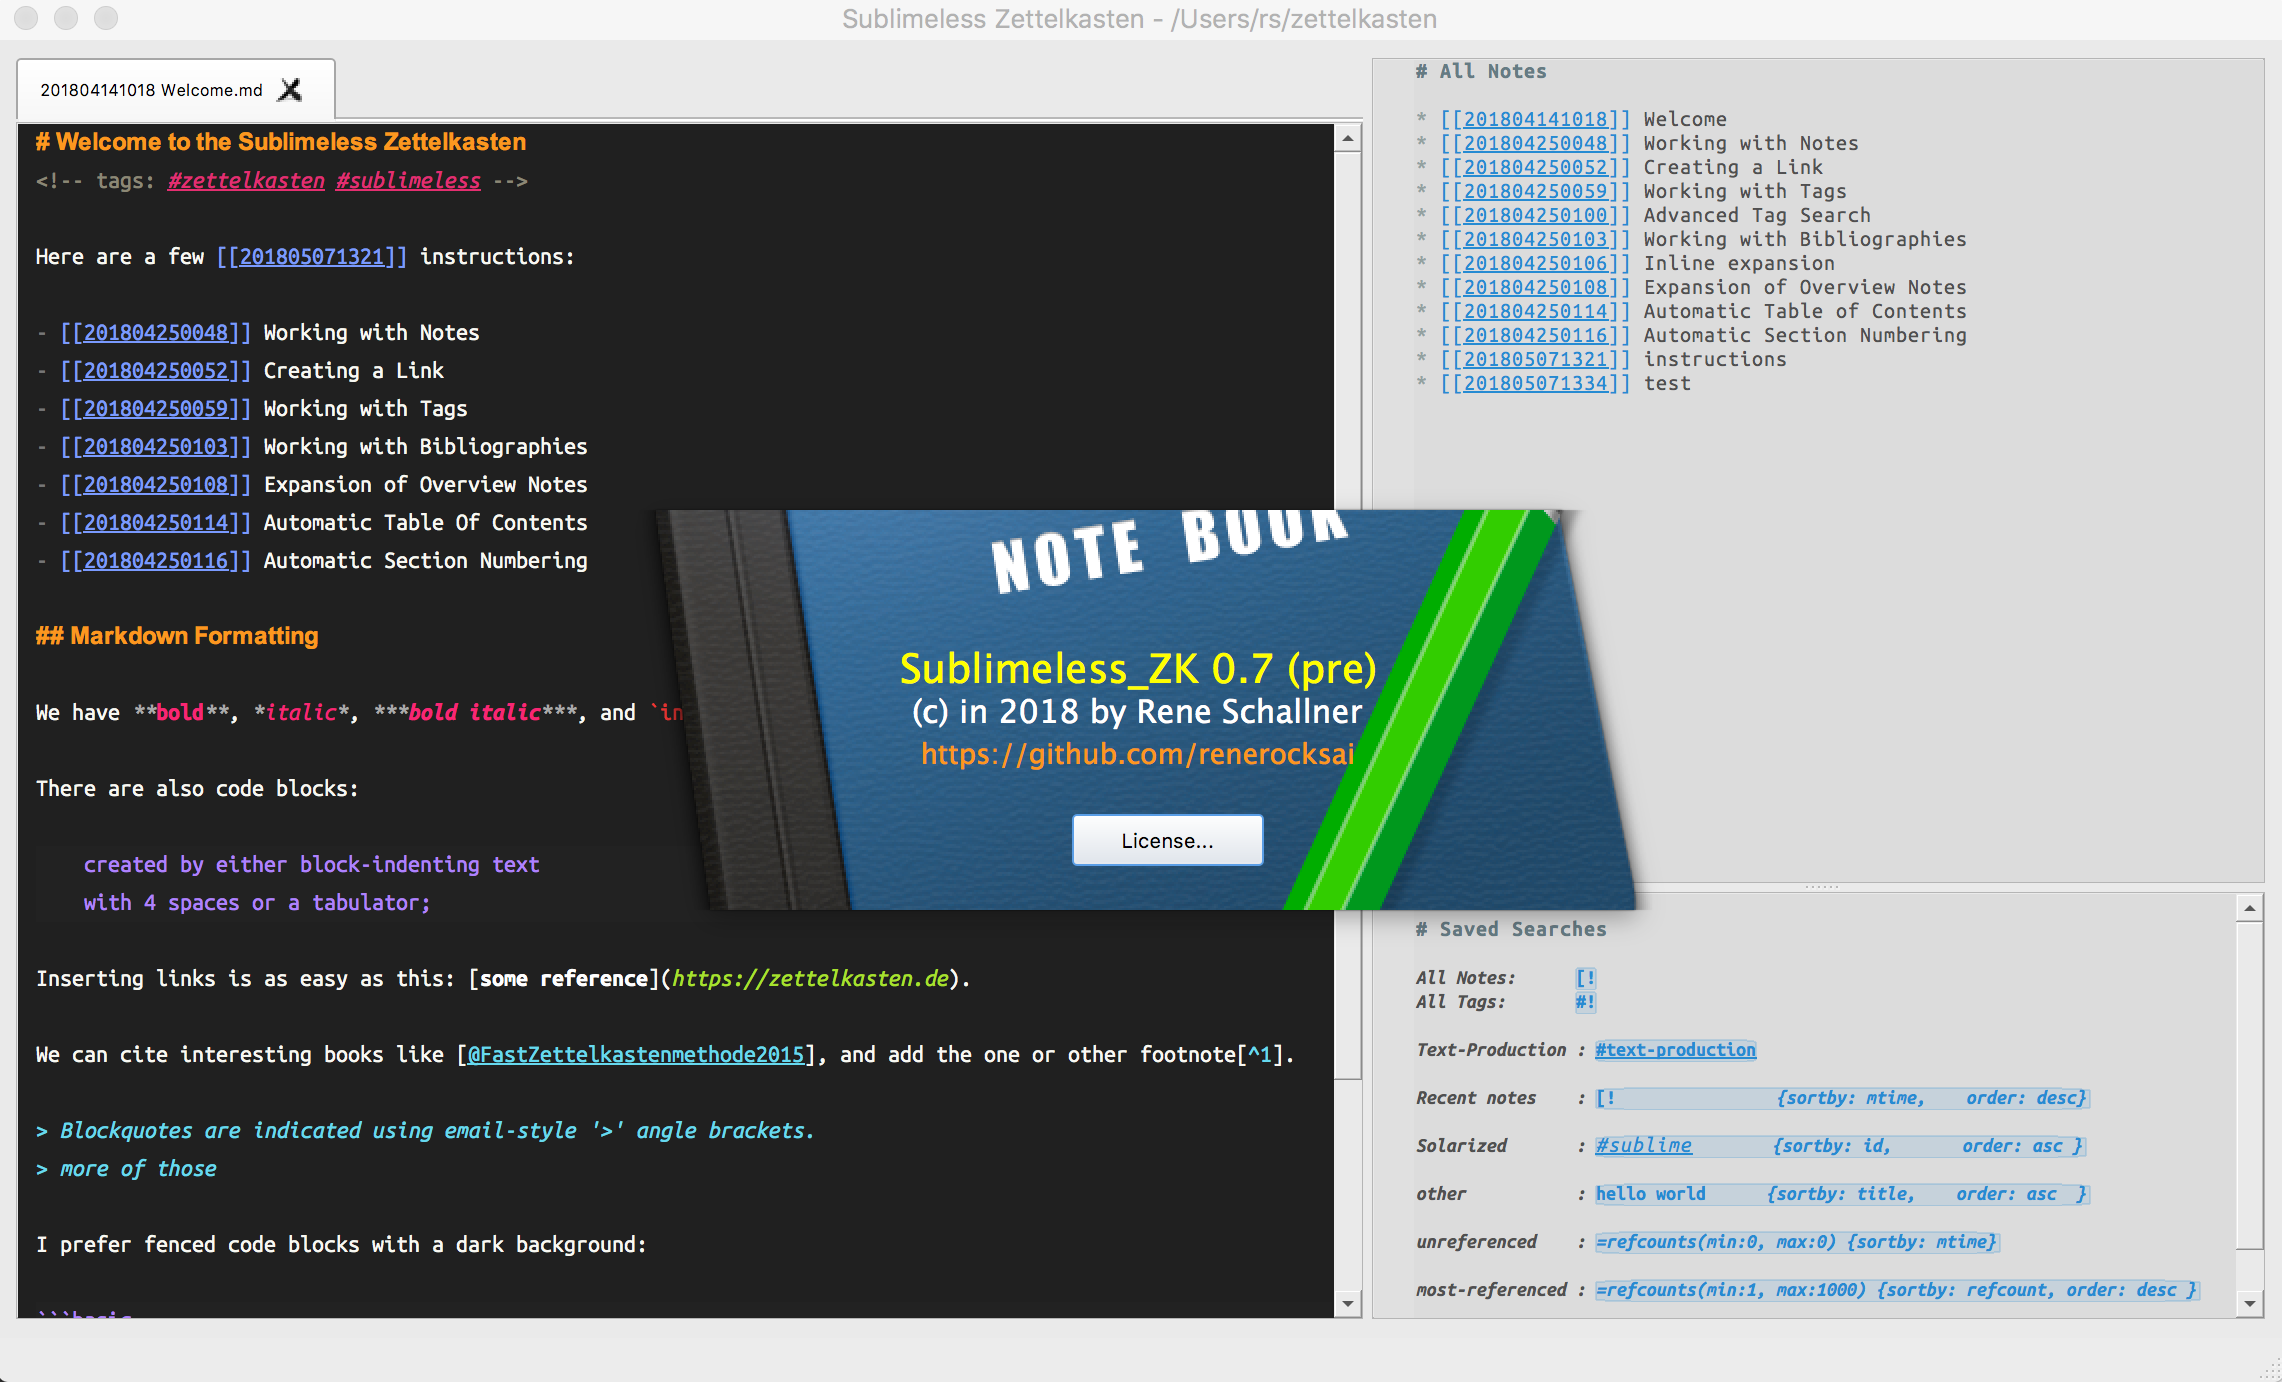 Sublimeless Zettelkasten - /Users/rs/zettelkasten
201804141018 Welcome.md
# Welcome to the Sublimeless Zettelkasten
<!-- tags: #zettelkasten #sublimeless -->
Here are a few [[201805071321]] instructions:
- [[201804250048]] Working with Notes
- [[201804250052]] Creating a Link
- [[201804250059]] Working with Tags
- [[201804250103]] Working with Bibliographies
- [[201804250108]] Expansion of Overview Notes
- [[201804250114]] Automatic Table Of Contents
- [[201804250116]] Automatic Section Numbering
## Markdown Formatting
We have **bold**, *italic*, ***bold italic***, and `in
There are also code blocks:
created by either block-indenting text
with 4 spaces or a tabulator;
Inserting links is as easy as this: [some reference](https://zettelkasten.de).
We can cite interesting books like [@FastZettelkastenmethode2015], and add the one or other footnote[^1].
> Blockquotes are indicated using email-style '>' angle brackets.
> more of those
I prefer fenced code blocks with a dark background:
```basic
NOTE BOOK
Sublimeless_ZK 0.7 (pre)
(c) in 2018 by Rene Schallner
https://github.com/renerocksai
License...
# All Notes
* [[201804141018]] Welcome
* [[201804250048]] Working with Notes
* [[201804250052]] Creating a Link
* [[201804250059]] Working with Tags
* [[201804250100]] Advanced Tag Search
* [[201804250103]] Working with Bibliographies
* [[201804250106]] Inline expansion
* [[201804250108]] Expansion of Overview Notes
* [[201804250114]] Automatic Table of Contents
* [[201804250116]] Automatic Section Numbering
* [[201805071321]] instructions
* [[201805071334]] test
# Saved Searches
All Notes: [!
All Tags: #!
Text-Production : #text-production
Recent notes : [! {sortby: mtime, order: desc}
Solarized : #sublime {sortby: id, order: asc }
other : hello world {sortby: title, order: asc }
unreferenced : =refcounts(min:0, max:0) {sortby: mtime}
most-referenced : =refcounts(min:1, max:1000) {sortby: refcount, order: desc }